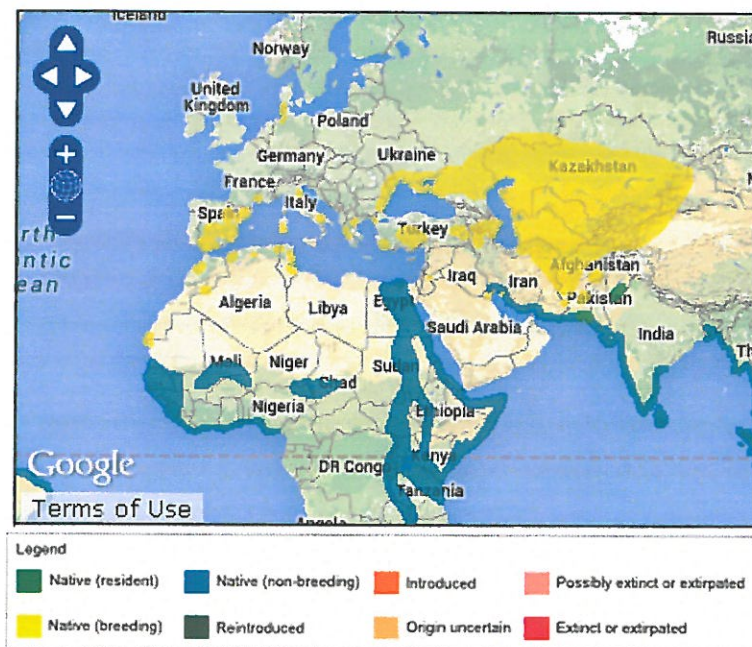 Iceland
Norway
Russi
United
Kingdom
Poland
Germany
Ukraine
Kazakhstan
France
Italy
Spain
Turkey
rth
ntic
ean
Afghanistan
Iraq
Iran
Pakistan
Algeria
Libya
Egypt
Saudi Arabia
India
Th
Mali
Niger
Chad
Sudan
Nigeria
Ethiopia
Kenya
DR Congo
Tanzania
Angola
Google
Terms of Use
Legend
Native (resident) Native (non-breeding) Introduced Possibly extinct or extirpated
Native (breeding) Reintroduced Origin uncertain Extinct or extirpated